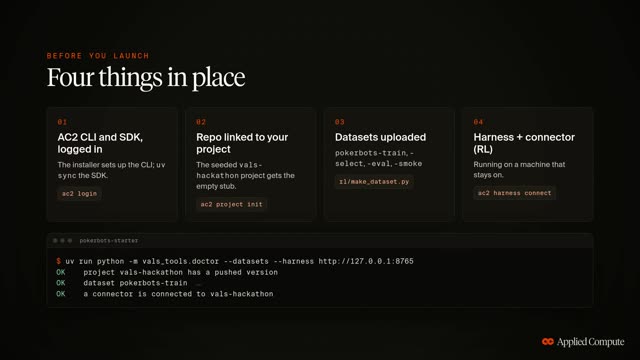 BEFORE YOU LAUNCH
Four things in place
01
AC2 CLI and SDK,
logged in
The installer sets up the CLI; uv
sync the SDK.
ac2 login
02
Repo linked to your
project
The seeded vals-
hackathon project gets the
empty stub.
ac2 project init
03
Datasets uploaded
pokerbots-train, -
select, -eval, -smoke
rl/make_dataset.py
04
Harness + connector
(RL)
Running on a machine that
stays on.
ac2 harness connect
pokerbots-starter
$ uv run python -m vals_tools.doctor --datasets --harness http://127.0.0.1:8765
OK project vals-hackathon has a pushed version
OK dataset pokerbots-train …
OK a connector is connected to vals-hackathon
Applied Compute